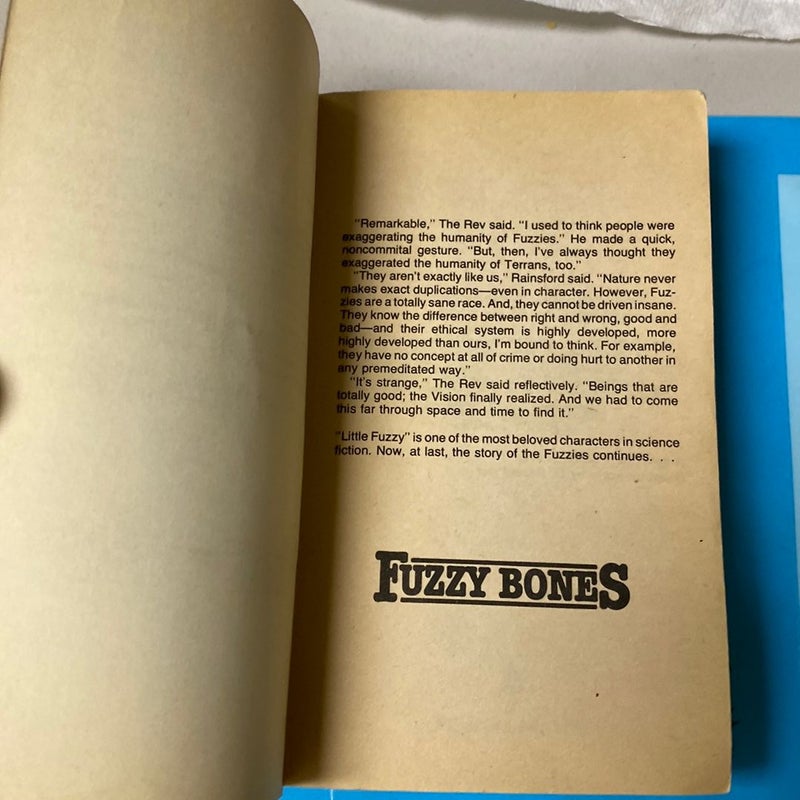 "Remarkable," The Rev said. "I used to think people were
exaggerating the humanity of Fuzzies." He made a quick,
noncommital gesture. "But, then, I've always thought they
exaggerated the humanity of Terrans, too."
"They aren't exactly like us," Rainsford said. "Nature never
makes exact duplications—even in character. However, Fuz-
zies are a totally sane race. And, they cannot be driven insane.
They know the difference between right and wrong, good and
bad—and their ethical system is highly developed, more
highly developed than ours, I'm bound to think. For example,
they have no concept at all of crime or doing hurt to another in
any premeditated way."
"It's strange," The Rev said reflectively. "Beings that are
totally good; the Vision finally realized. And we had to come
this far through space and time to find it."
"Little Fuzzy" is one of the most beloved characters in science
fiction. Now, at last, the story of the Fuzzies continues. . .
FUZZY BONES